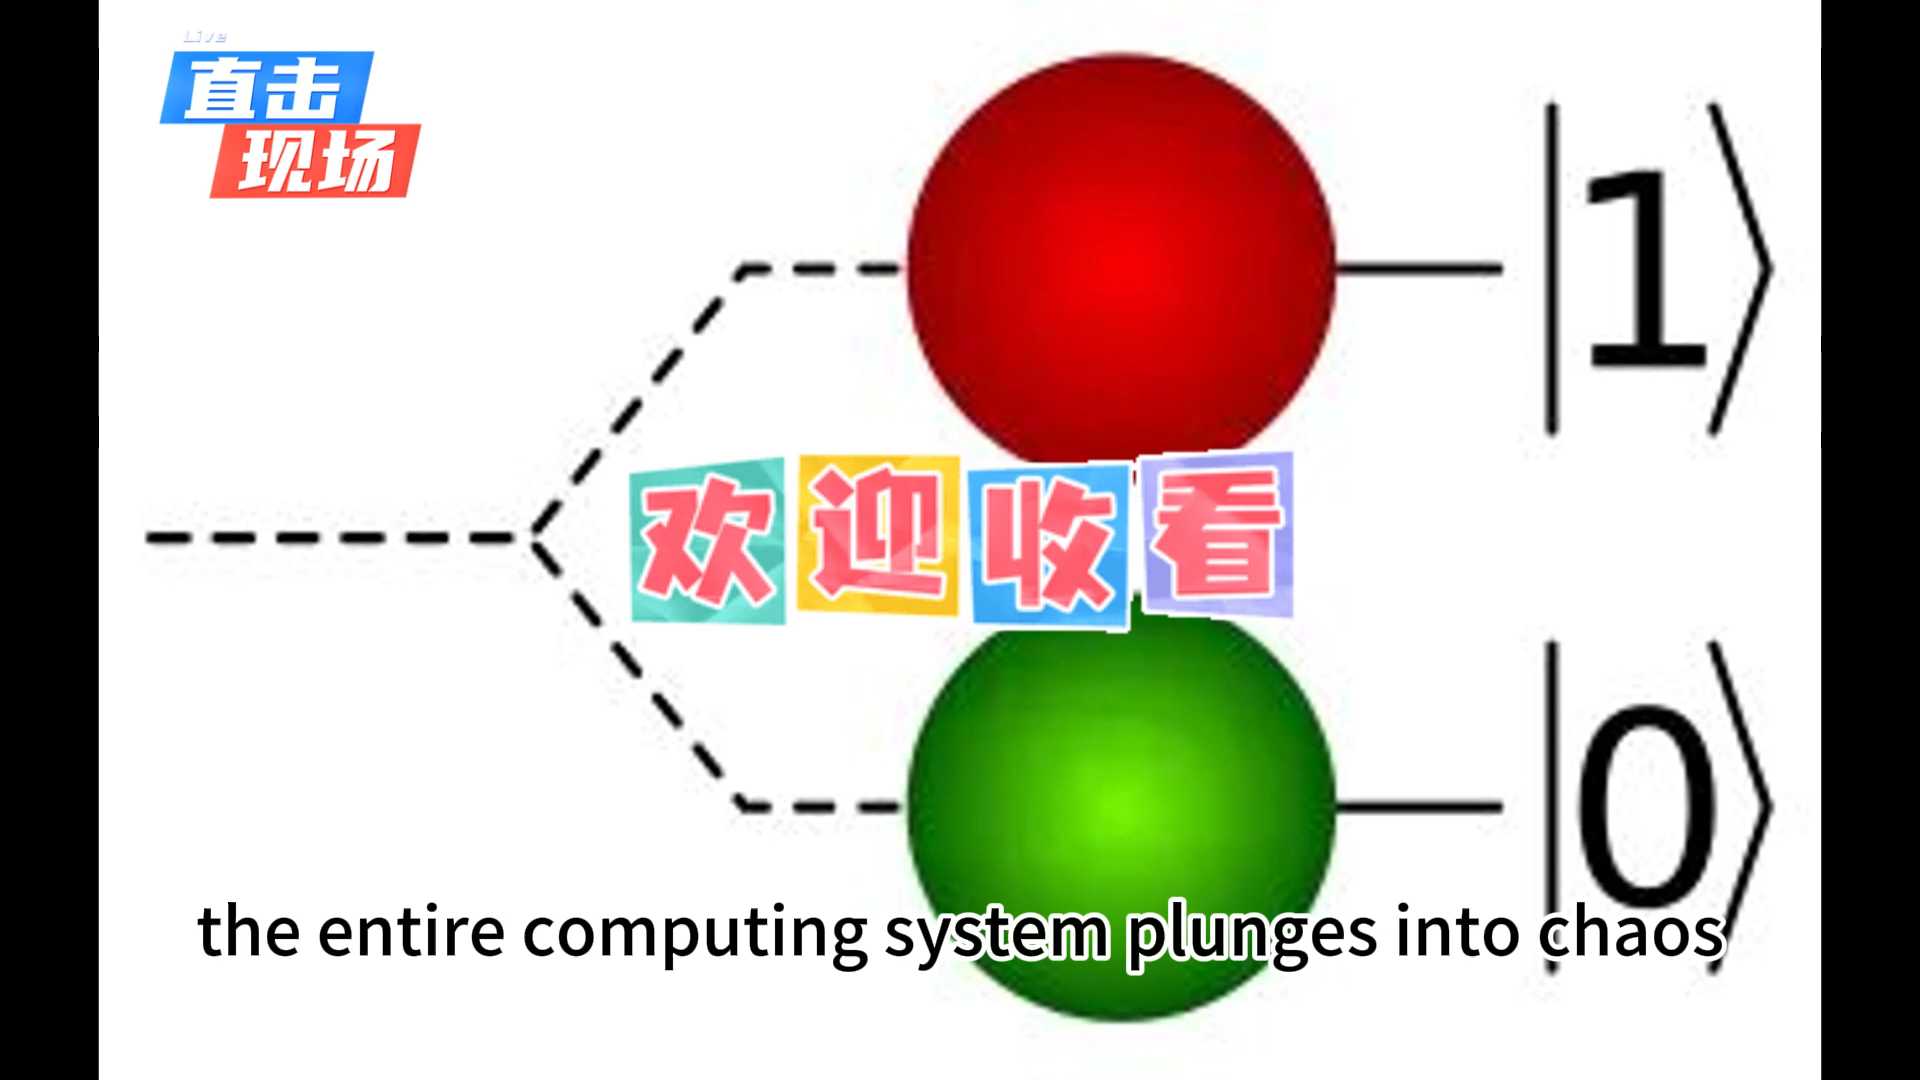 Live
直击
现场
|1⟩
欢迎收看
|0⟩
the entire computing system plunges into chaos